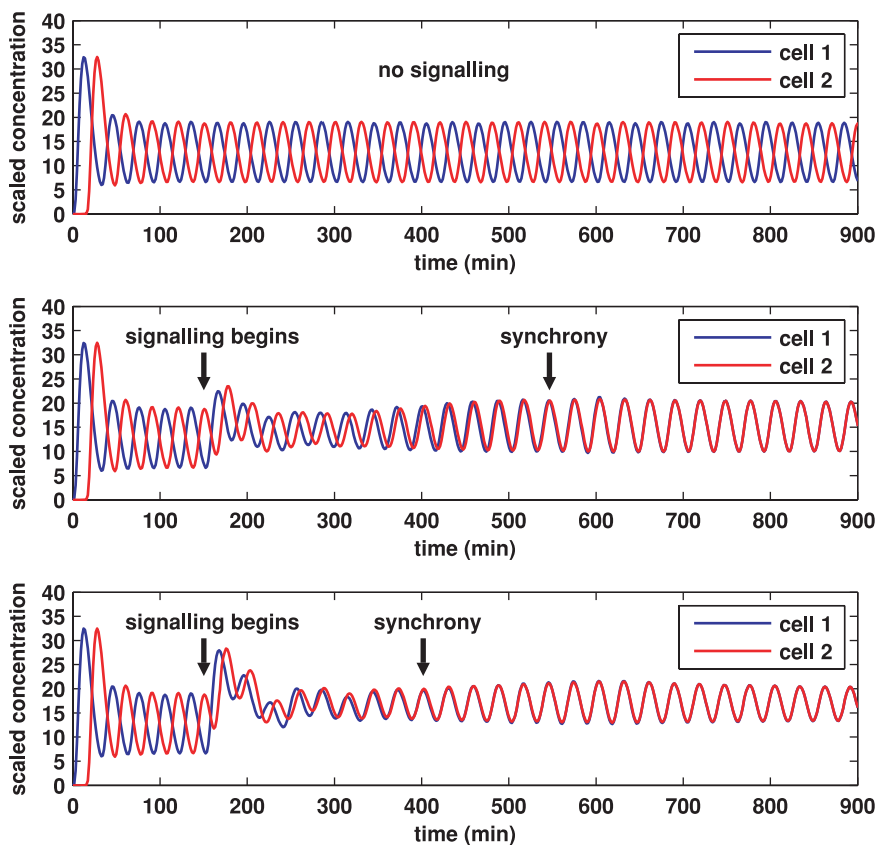 scaled concentration
40
35
30
25
20
15
10
5
0
no signalling
cell 1
cell 2
0 100 200 300 400 500 600 700 800 900
time (min)
scaled concentration
40
35
30
25
20
15
10
5
0
signalling begins
synchrony
cell 1
cell 2
0 100 200 300 400 500 600 700 800 900
time (min)
scaled concentration
40
35
30
25
20
15
10
5
0
signalling begins
synchrony
cell 1
cell 2
0 100 200 300 400 500 600 700 800 900
time (min)